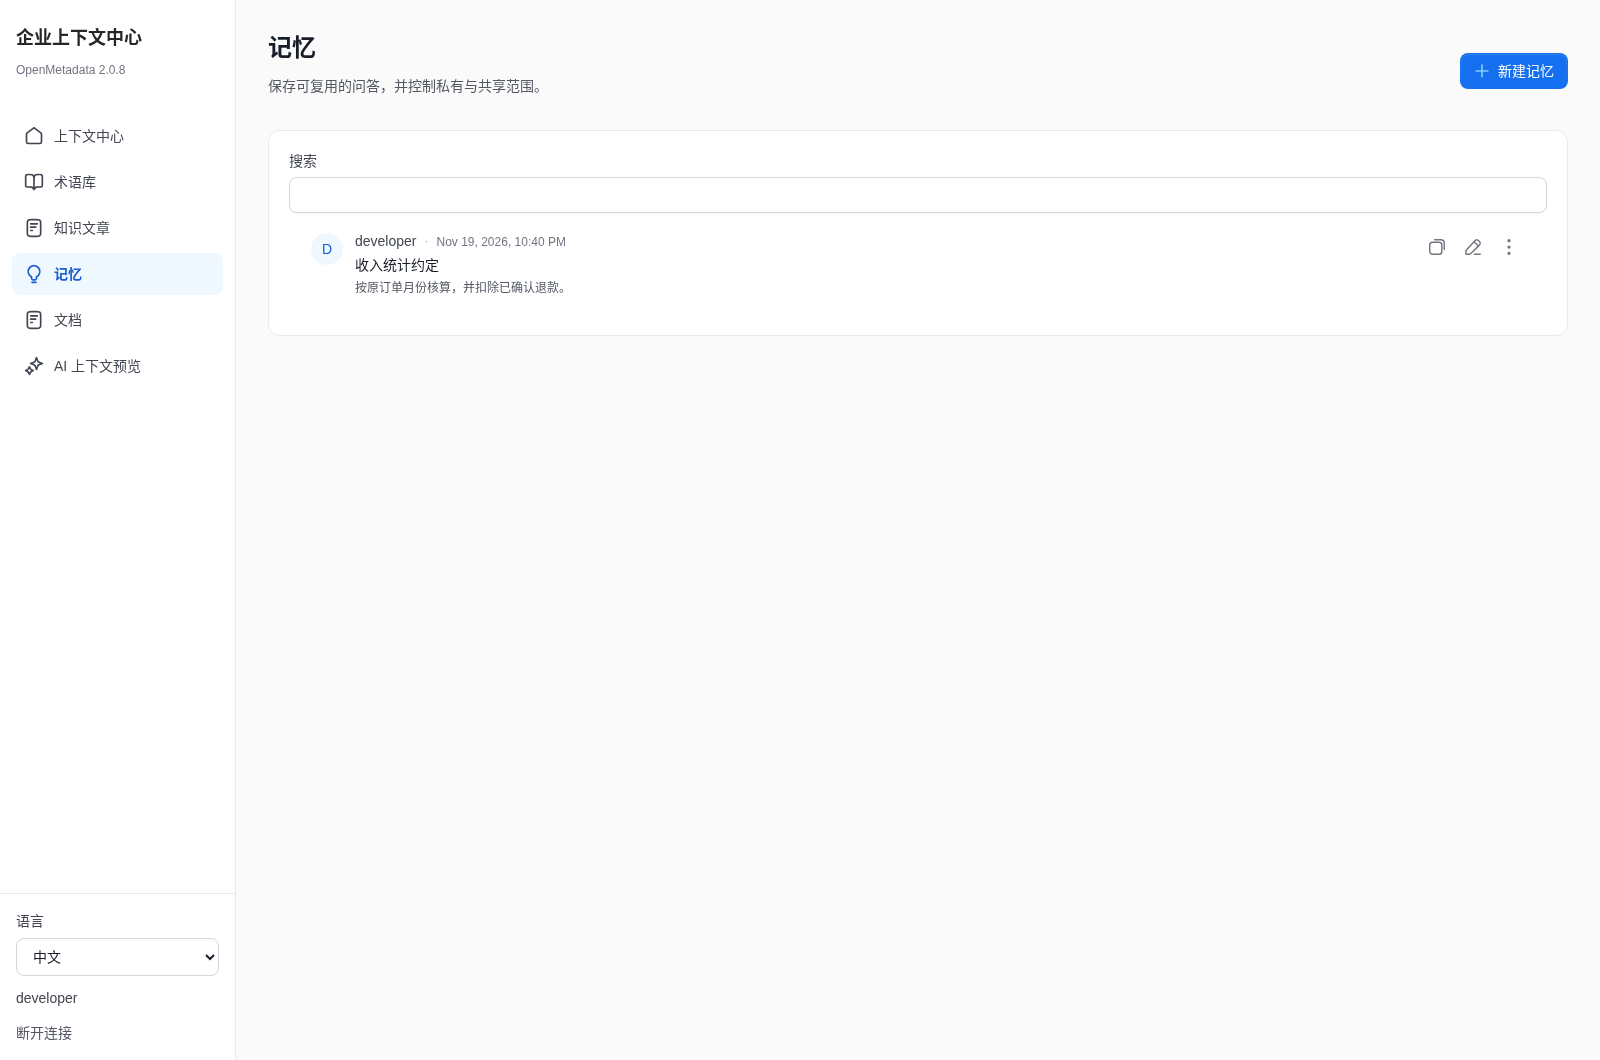 企业上下文中心
OpenMetadata 2.0.8
上下文中心
术语库
知识文章
记忆
文档
AI 上下文预览
语言
中文
developer
断开连接
记忆
保存可复用的问答，并控制私有与共享范围。
新建记忆
搜索
D
developer · Nov 19, 2026, 10:40 PM
收入统计约定
按原订单月份核算，并扣除已确认退款。